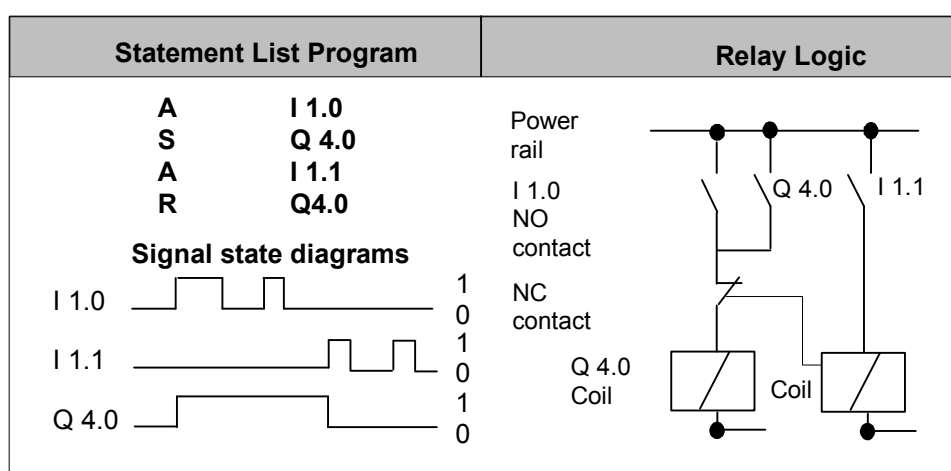 Statement List Program
Relay Logic
A I 1.0
S Q 4.0
A I 1.1
R Q4.0
Signal state diagrams
I 1.0
1
0
I 1.1
1
0
Q 4.0
1
0
Power
rail
I 1.0
NO
contact
Q 4.0
I 1.1
NC
contact
Q 4.0
Coil
Coil